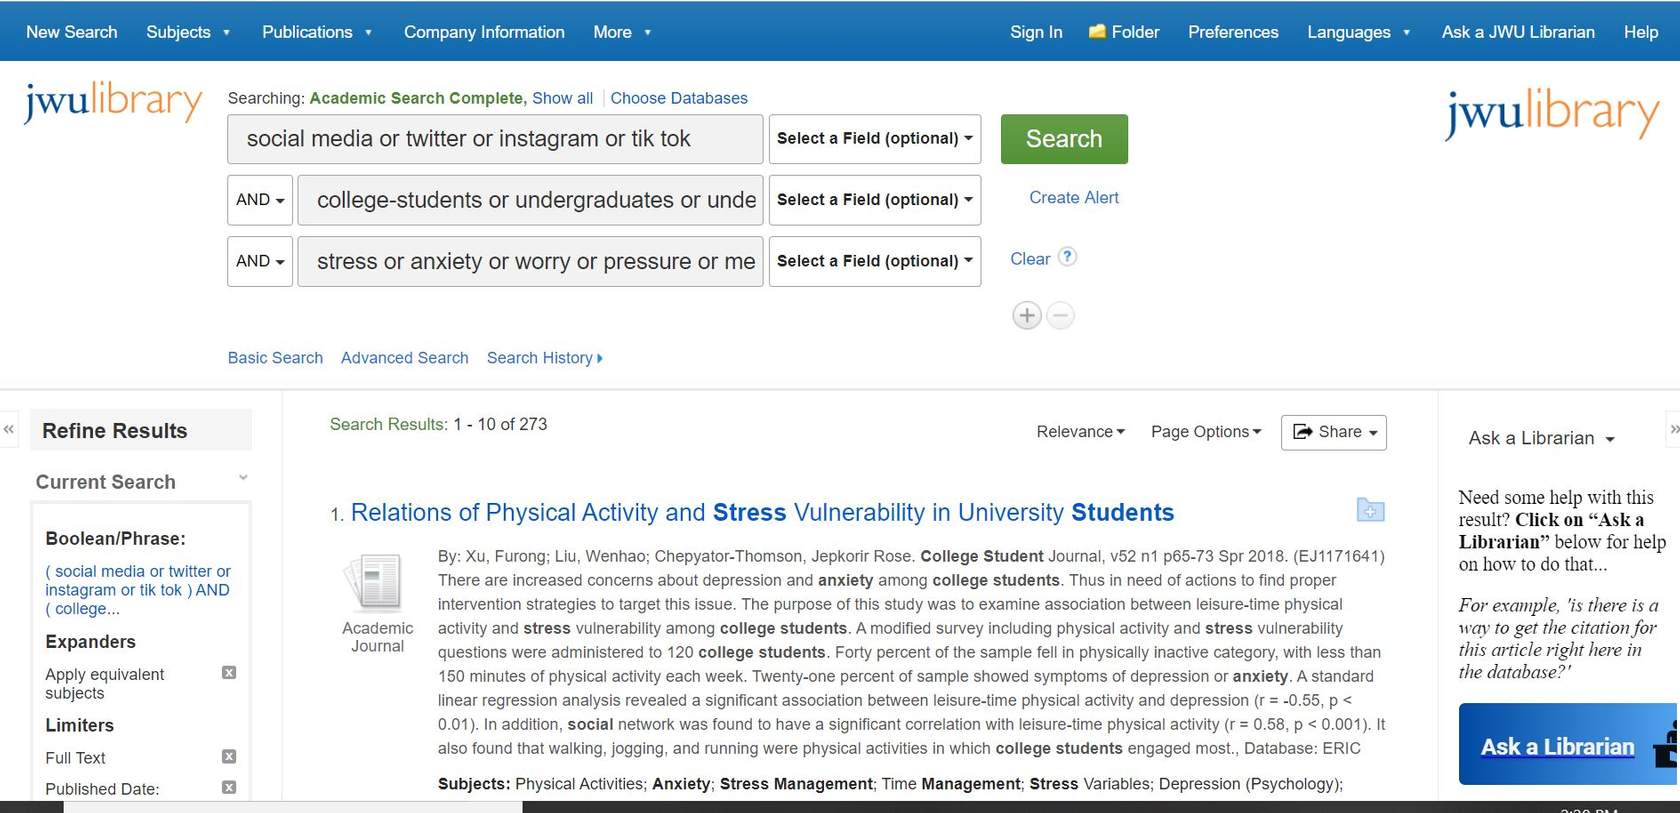 New Search Subjects Publications Company Information More Sign In Folder Preferences Languages Ask a JWU Librarian Help
jwulibrary
Searching: Academic Search Complete, Show all Choose Databases
jwulibrary
social media or twitter or instagram or tik tok Select a Field (optional) Search
AND college-students or undergraduates or unde Select a Field (optional) Create Alert
AND stress or anxiety or worry or pressure or me Select a Field (optional) Clear ?
Basic Search Advanced Search Search History
Refine Results
Current Search
Boolean/Phrase:
( social media or twitter or
instagram or tik tok ) AND
( college...
Expanders
Apply equivalent
subjects
Limiters
Full Text
Published Date:
Search Results: 1 - 10 of 273
Relevance Page Options Share
1. Relations of Physical Activity and Stress Vulnerability in University Students
Academic
Journal
By: Xu, Furong; Liu, Wenhao; Chepyator-Thomson, Jepkorir Rose. College Student Journal, v52 n1 p65-73 Spr 2018. (EJ1171641)
There are increased concerns about depression and anxiety among college students. Thus in need of actions to find proper
intervention strategies to target this issue. The purpose of this study was to examine association between leisure-time physical
activity and stress vulnerability among college students. A modified survey including physical activity and stress vulnerability
questions were administered to 120 college students. Forty percent of the sample fell in physically inactive category, with less than
150 minutes of physical activity each week. Twenty-one percent of sample showed symptoms of depression or anxiety. A standard
linear regression analysis revealed a significant association between leisure-time physical activity and depression (r = -0.55, p <
0.01). In addition, social network was found to have a significant correlation with leisure-time physical activity (r = 0.58, p < 0.001). It
also found that walking, jogging, and running were physical activities in which college students engaged most., Database: ERIC
Subjects: Physical Activities; Anxiety; Stress Management; Time Management; Stress Variables; Depression (Psychology);
Ask a Librarian
Need some help with this
result? Click on “Ask a
Librarian” below for help
on how to do that...
For example, 'is there is a
way to get the citation for
this article right here in
the database?'
Ask a Librarian